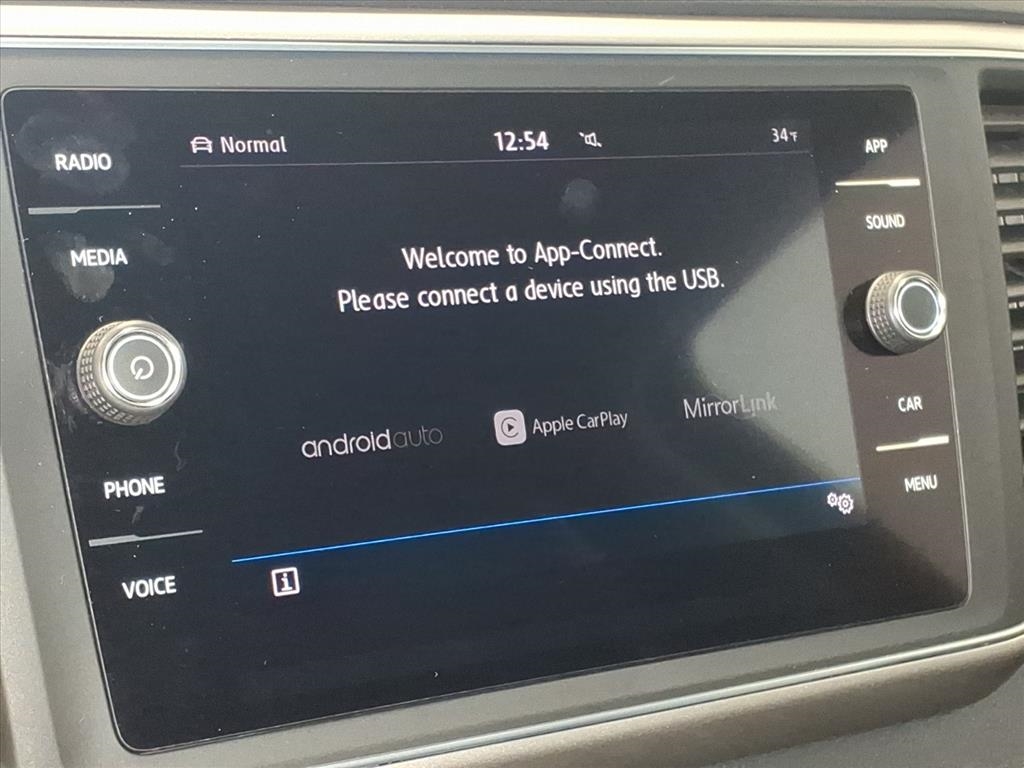 RADIO
MEDIA
PHONE
VOICE
Normal
12:54
34°F
Welcome to App-Connect.
Please connect a device using the USB.
androidauto
Apple CarPlay
MirrorLink
i
APP
SOUND
CAR
MENU